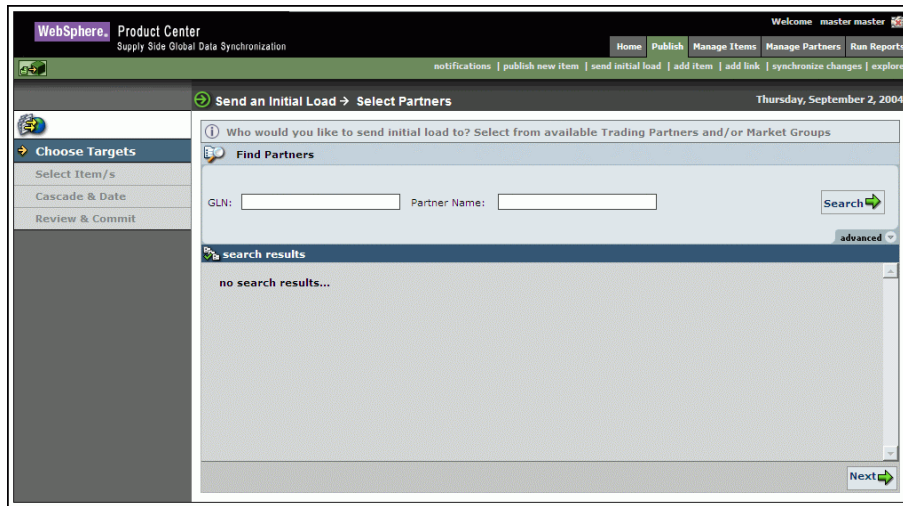 WebSphere. Product Center
Supply Side Global Data Synchronization
Welcome master master
Home Publish Manage Items Manage Partners Run Reports
notifications | publish new item | send initial load | add item | add link | synchronize changes | explore
Send an Initial Load → Select Partners
Thursday, September 2, 2004
Who would you like to send initial load to? Select from available Trading Partners and/or Market Groups
Choose Targets
Select Item/s
Cascade & Date
Review & Commit
Find Partners
GLN:
Partner Name:
Search
advanced
search results
no search results...
Next